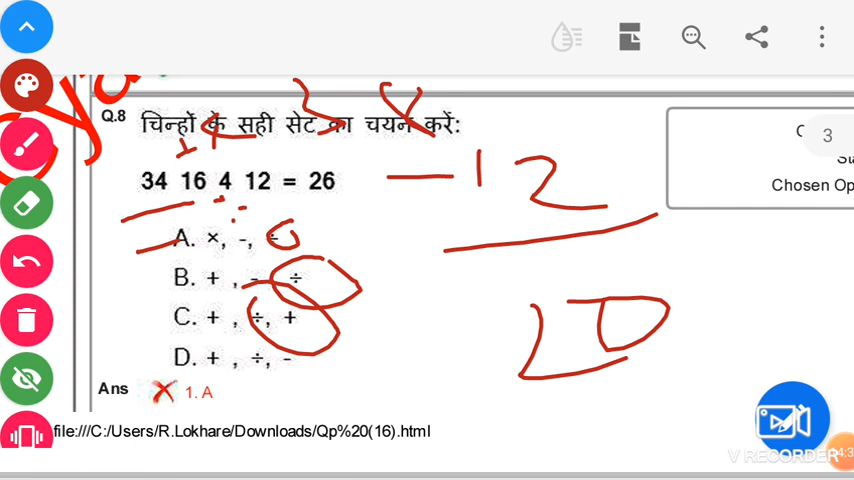 3
Q.8 चिन्हों के सही सेट का चयन करें:
38
34 16 4 12 = 26
- 12
A. ×, -, ÷
B. + , -, ÷
C. + , ÷, +
D. + , ÷, -
Chosen Op
Ans 1. A
file:///C:/Users/R.Lokhare/Downloads/Qp%20(16).html
V RECORDER